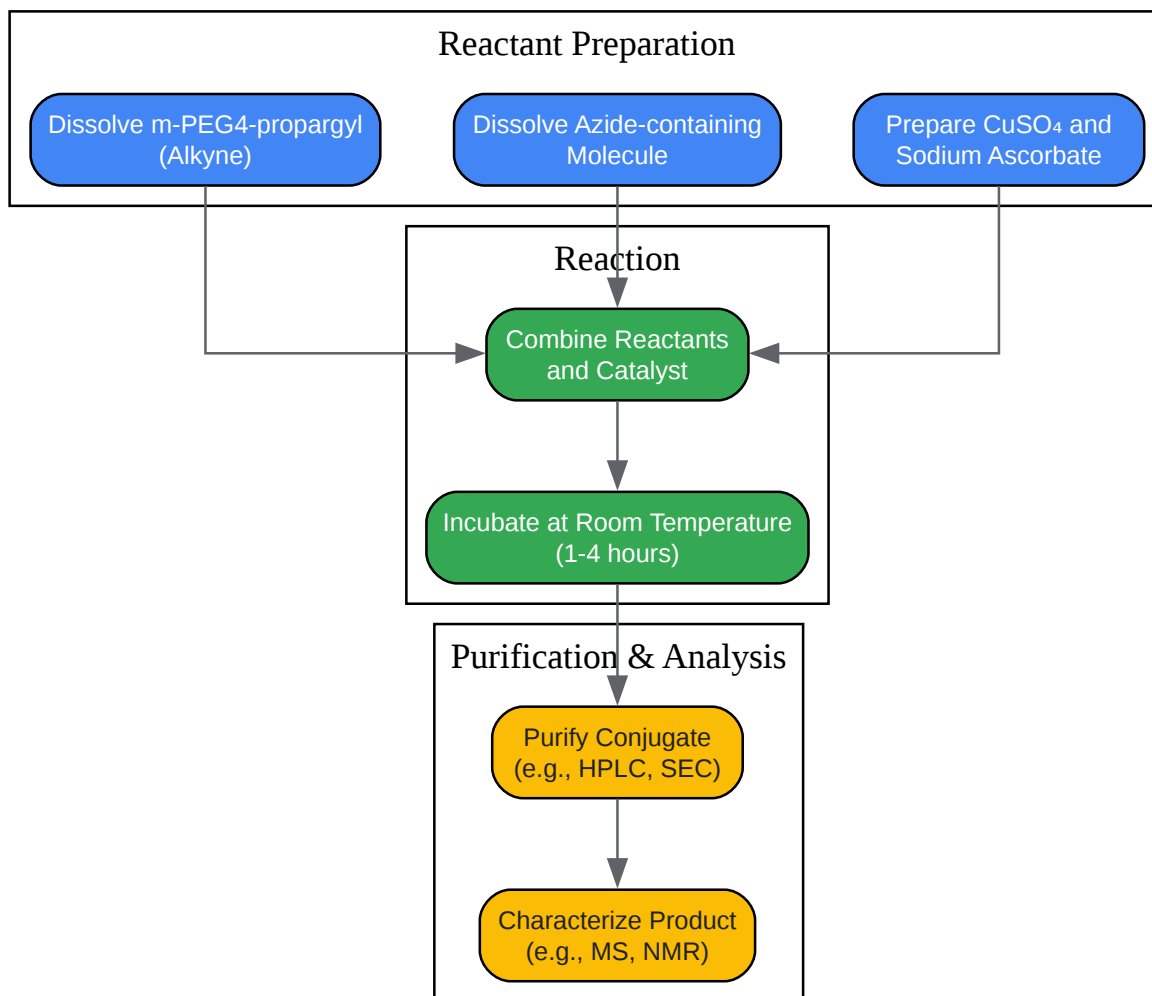 Reactant Preparation
Dissolve m-PEG4-propargyl
(Alkyne)
Dissolve Azide-containing
Molecule
Prepare CuSO₄ and
Sodium Ascorbate
Reaction
Combine Reactants
and Catalyst
Incubate at Room Temperature
(1-4 hours)
Purification & Analysis
Purify Conjugate
(e.g., HPLC, SEC)
Characterize Product
(e.g., MS, NMR)